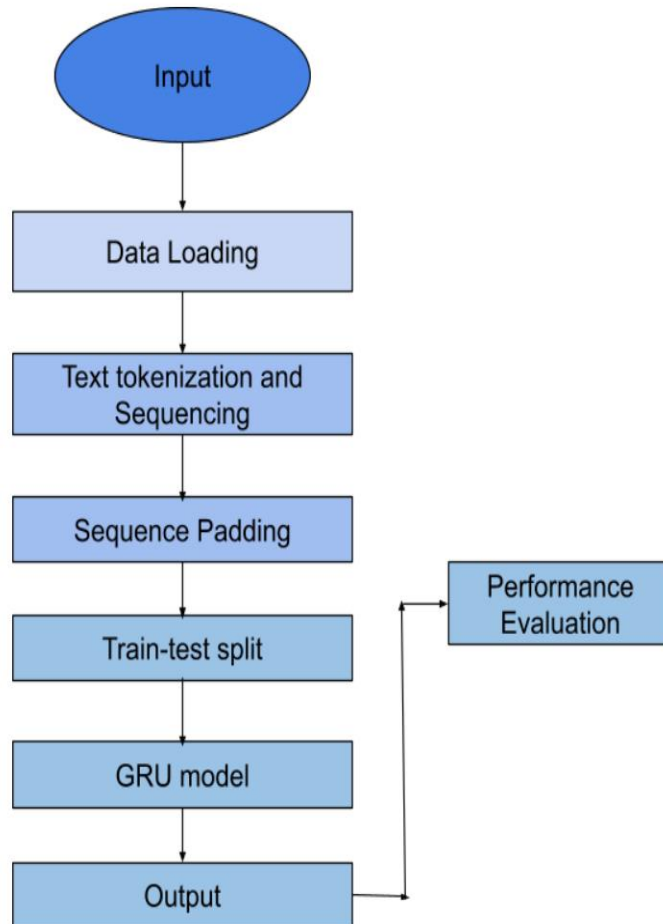 Input
Data Loading
Text tokenization and
Sequencing
Sequence Padding
Train-test split
GRU model
Output
Performance
Evaluation